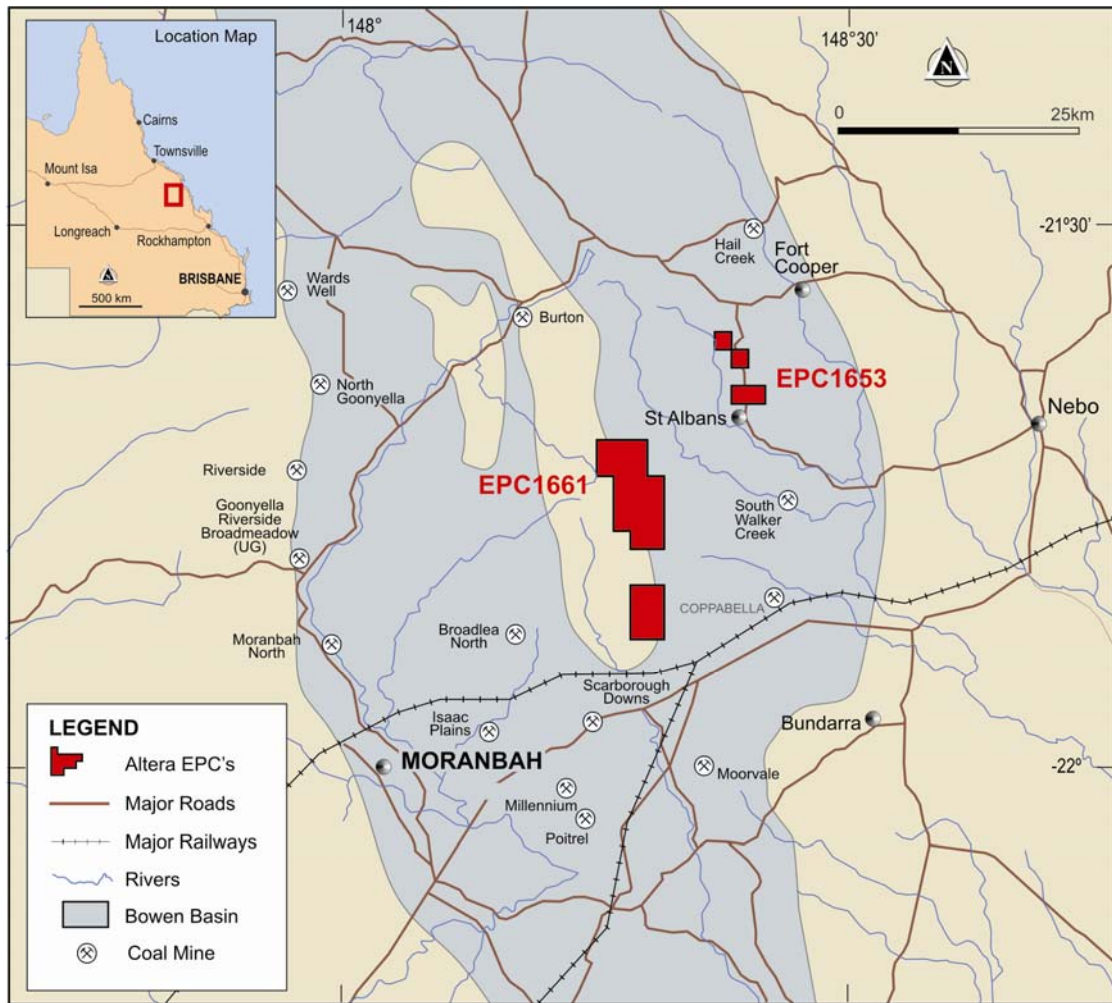 Location Map
Cairns
Townsville
Mount Isa
Longreach
Rockhampton
BRISBANE
N
500 km
148°
148°30'
N
0
25km
-21°30'
-22°
Hail
Creek
Fort
Cooper
Wards
Well
Burton
North
Goonyella
EPC1653
St Albans
Nebo
Riverside
EPC1661
Goonyella
Riverside
Broadmeadow
(UG)
South
Walker
Creek
COPPABELLA
Moranbah
North
Broadlea
North
Scarborough
Downs
Isaac
Plains
Bundarra
MORANBAH
Moorvale
Millennium
Poitrel
LEGEND
Altera EPC's
Major Roads
Major Railways
Rivers
Bowen Basin
Coal Mine